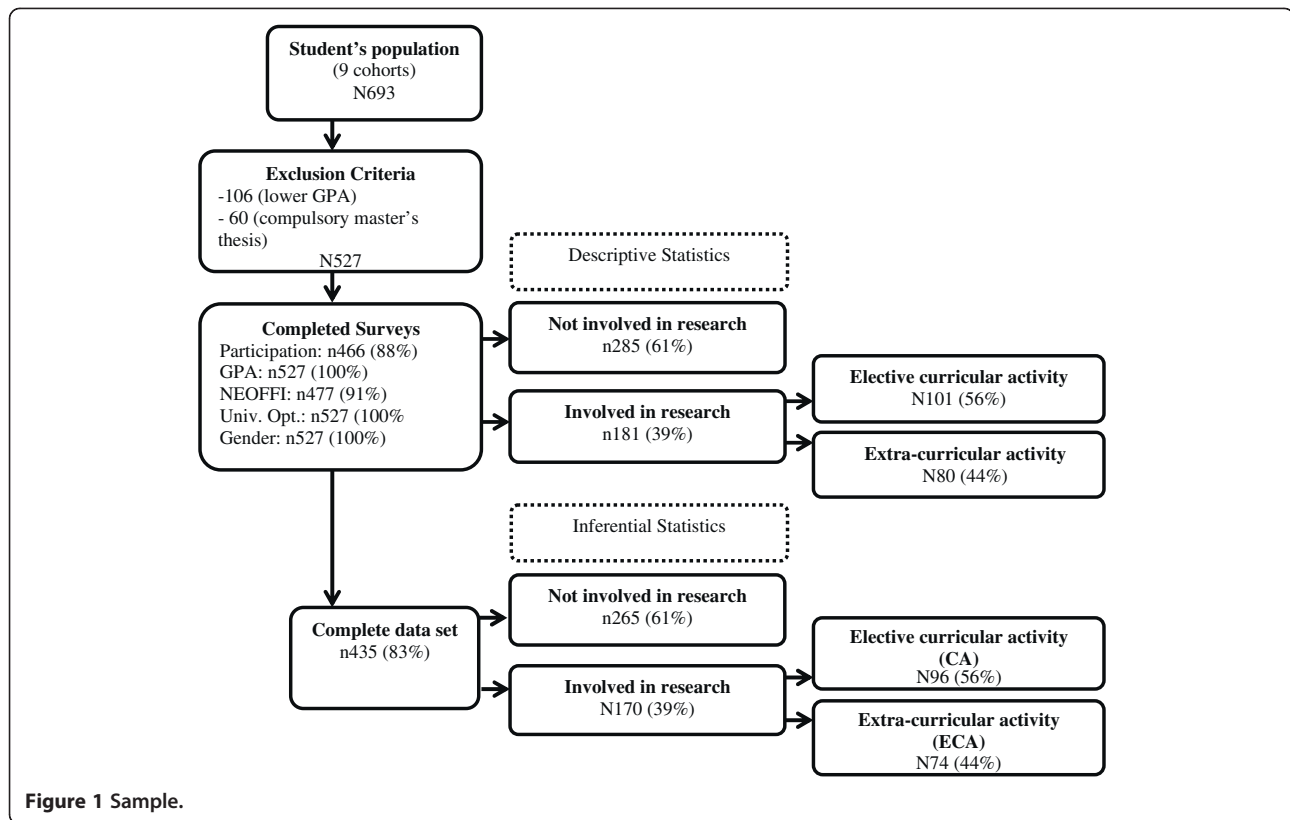 Student's population
(9 cohorts)
N693
Exclusion Criteria
-106 (lower GPA)
- 60 (compulsory master's
thesis)
N527
Descriptive Statistics
Completed Surveys
Participation: n466 (88%)
GPA: n527 (100%)
NEOFFI: n477 (91%)
Univ. Opt.: n527 (100%
Gender: n527 (100%)
Not involved in research
n285 (61%)
Involved in research
n181 (39%)
Elective curricular activity
N101 (56%)
Extra-curricular activity
N80 (44%)
Inferential Statistics
Complete data set
n435 (83%)
Not involved in research
n265 (61%)
Involved in research
N170 (39%)
Elective curricular activity
(CA)
N96 (56%)
Extra-curricular activity
(ECA)
N74 (44%)
Figure 1 Sample.